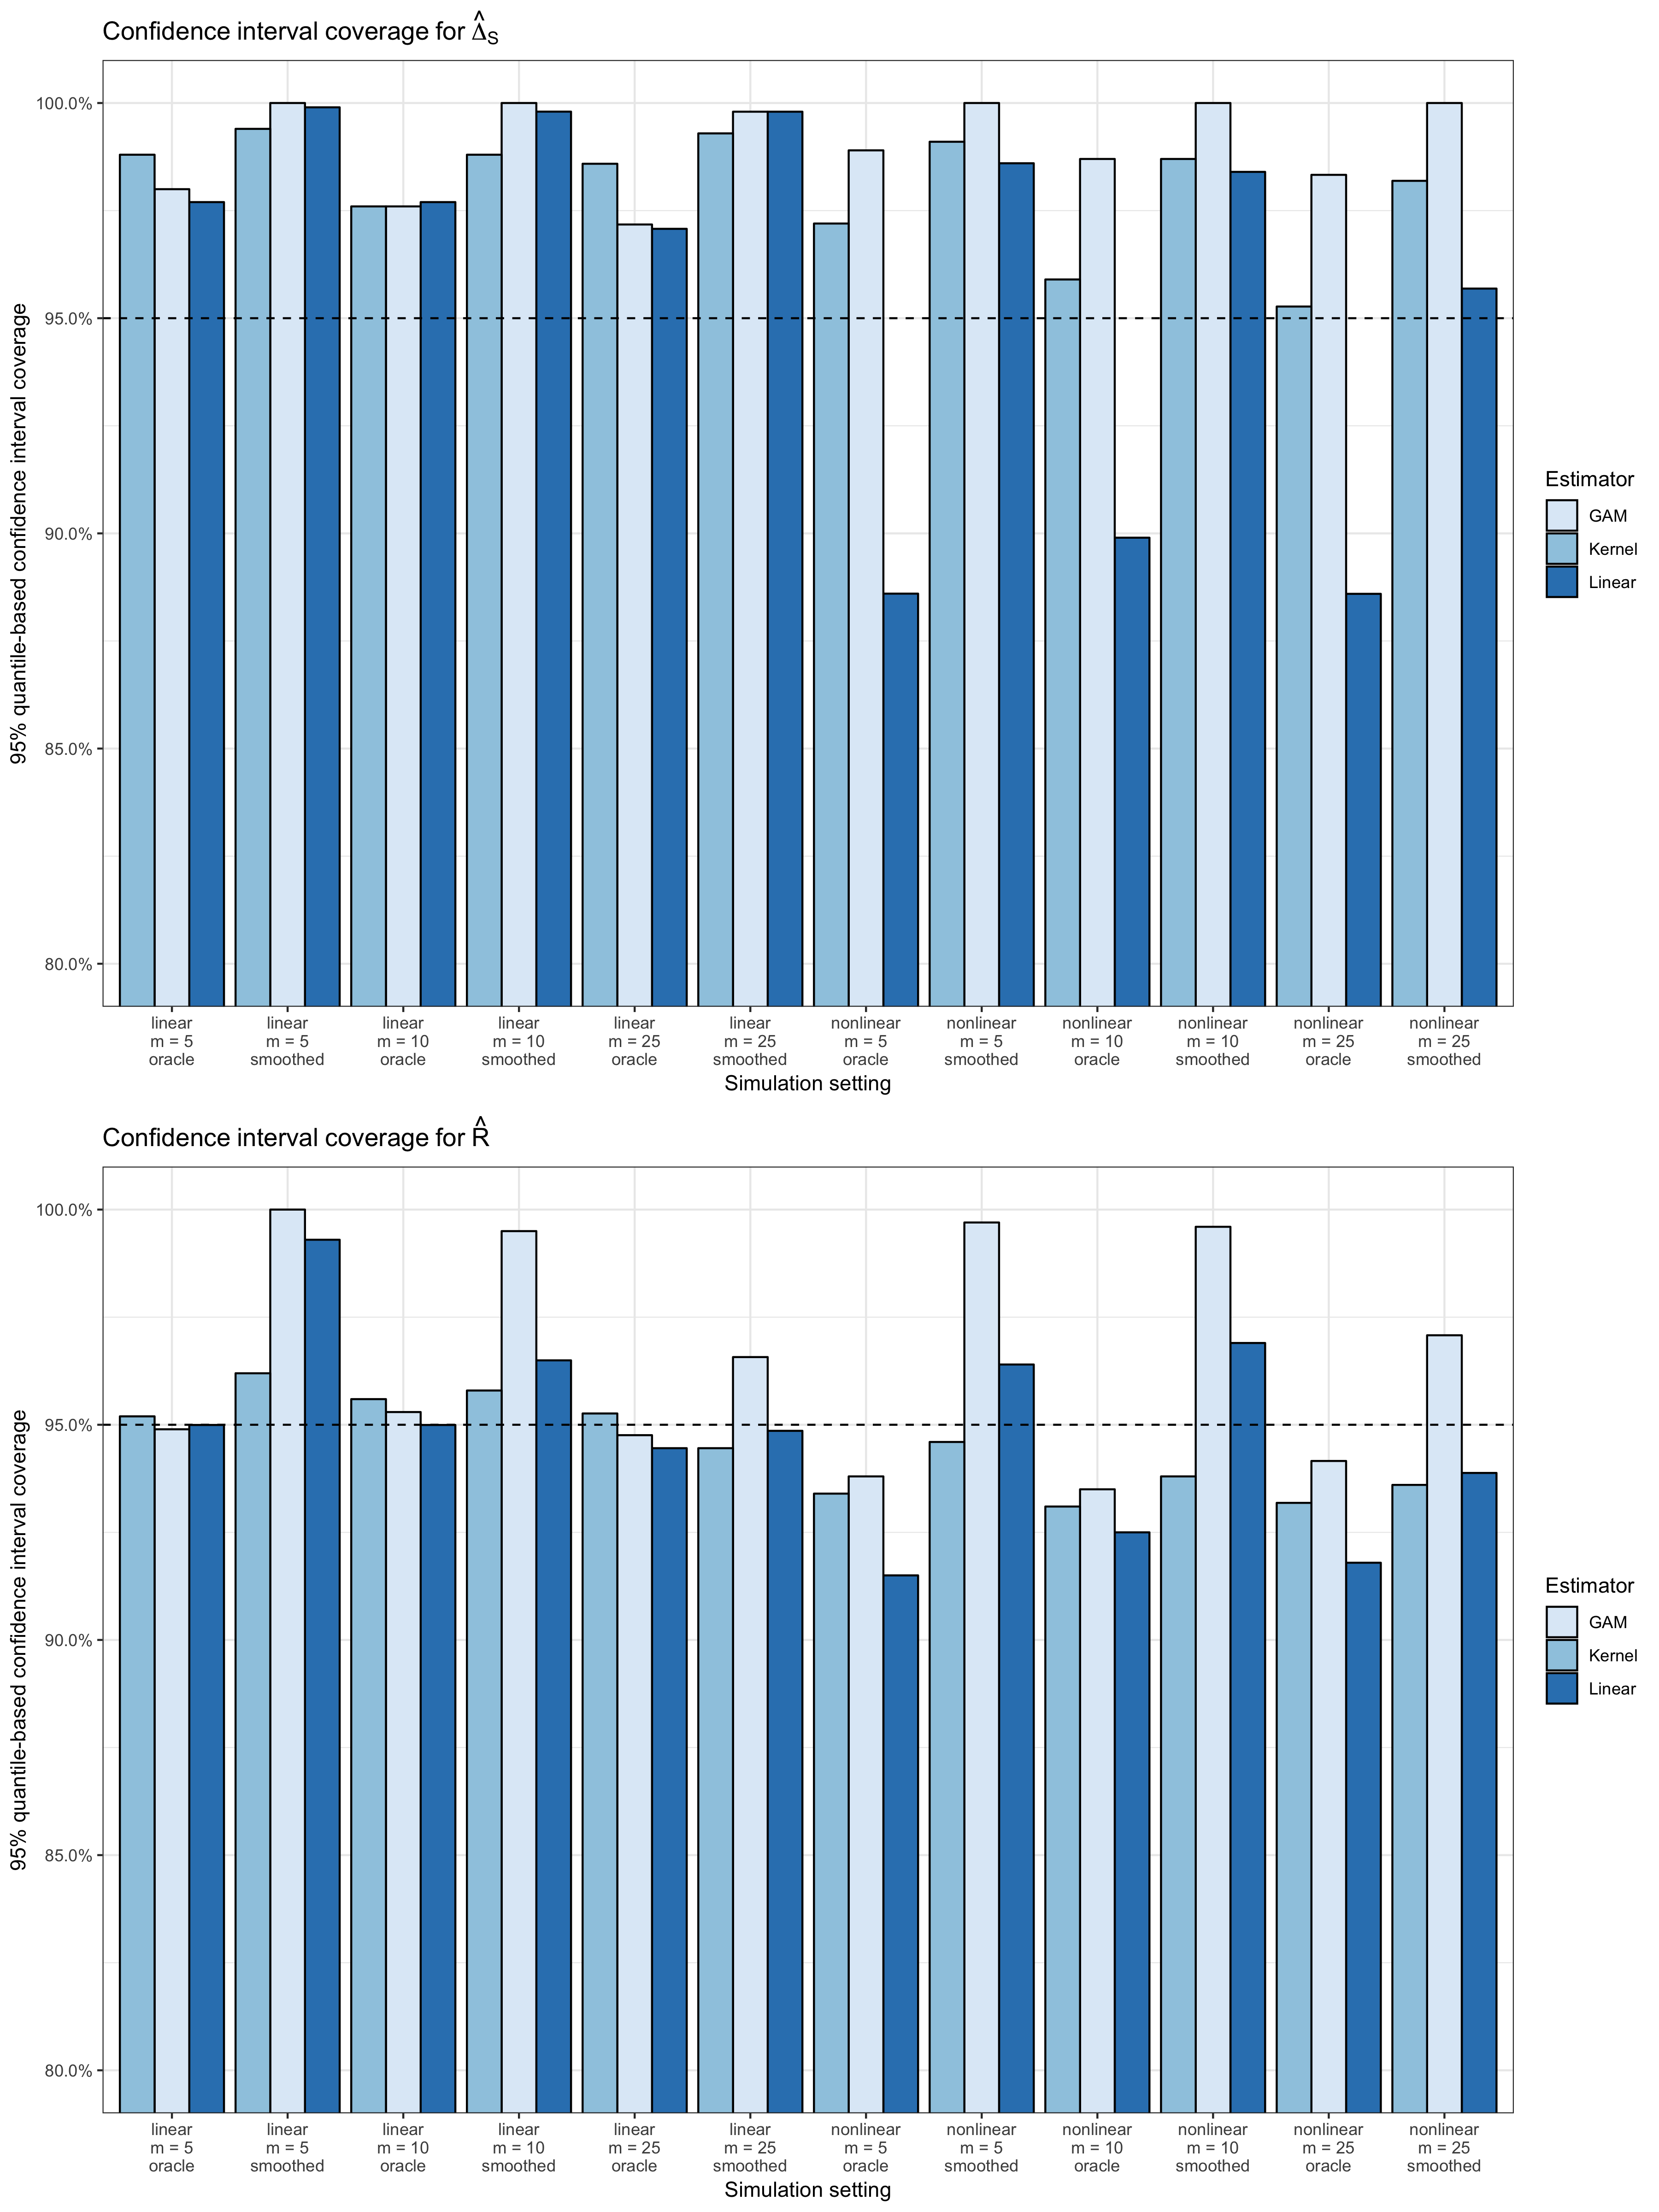 Confidence interval coverage for Δ̂S
95% quantile-based confidence interval coverage
100.0%
95.0%
90.0%
85.0%
80.0%
linear linear linear linear linear linear nonlinear nonlinear nonlinear nonlinear nonlinear nonlinear
m = 5 m = 5 m = 10 m = 10 m = 25 m = 25 m = 5 m = 5 m = 10 m = 10 m = 25 m = 25
oracle smoothed oracle smoothed oracle smoothed oracle smoothed oracle smoothed oracle smoothed
Simulation setting
Estimator
GAM
Kernel
Linear
Confidence interval coverage for R̂
95% quantile-based confidence interval coverage
100.0%
95.0%
90.0%
85.0%
80.0%
linear linear linear linear linear linear nonlinear nonlinear nonlinear nonlinear nonlinear nonlinear
m = 5 m = 5 m = 10 m = 10 m = 25 m = 25 m = 5 m = 5 m = 10 m = 10 m = 25 m = 25
oracle smoothed oracle smoothed oracle smoothed oracle smoothed oracle smoothed oracle smoothed
Simulation setting
Estimator
GAM
Kernel
Linear